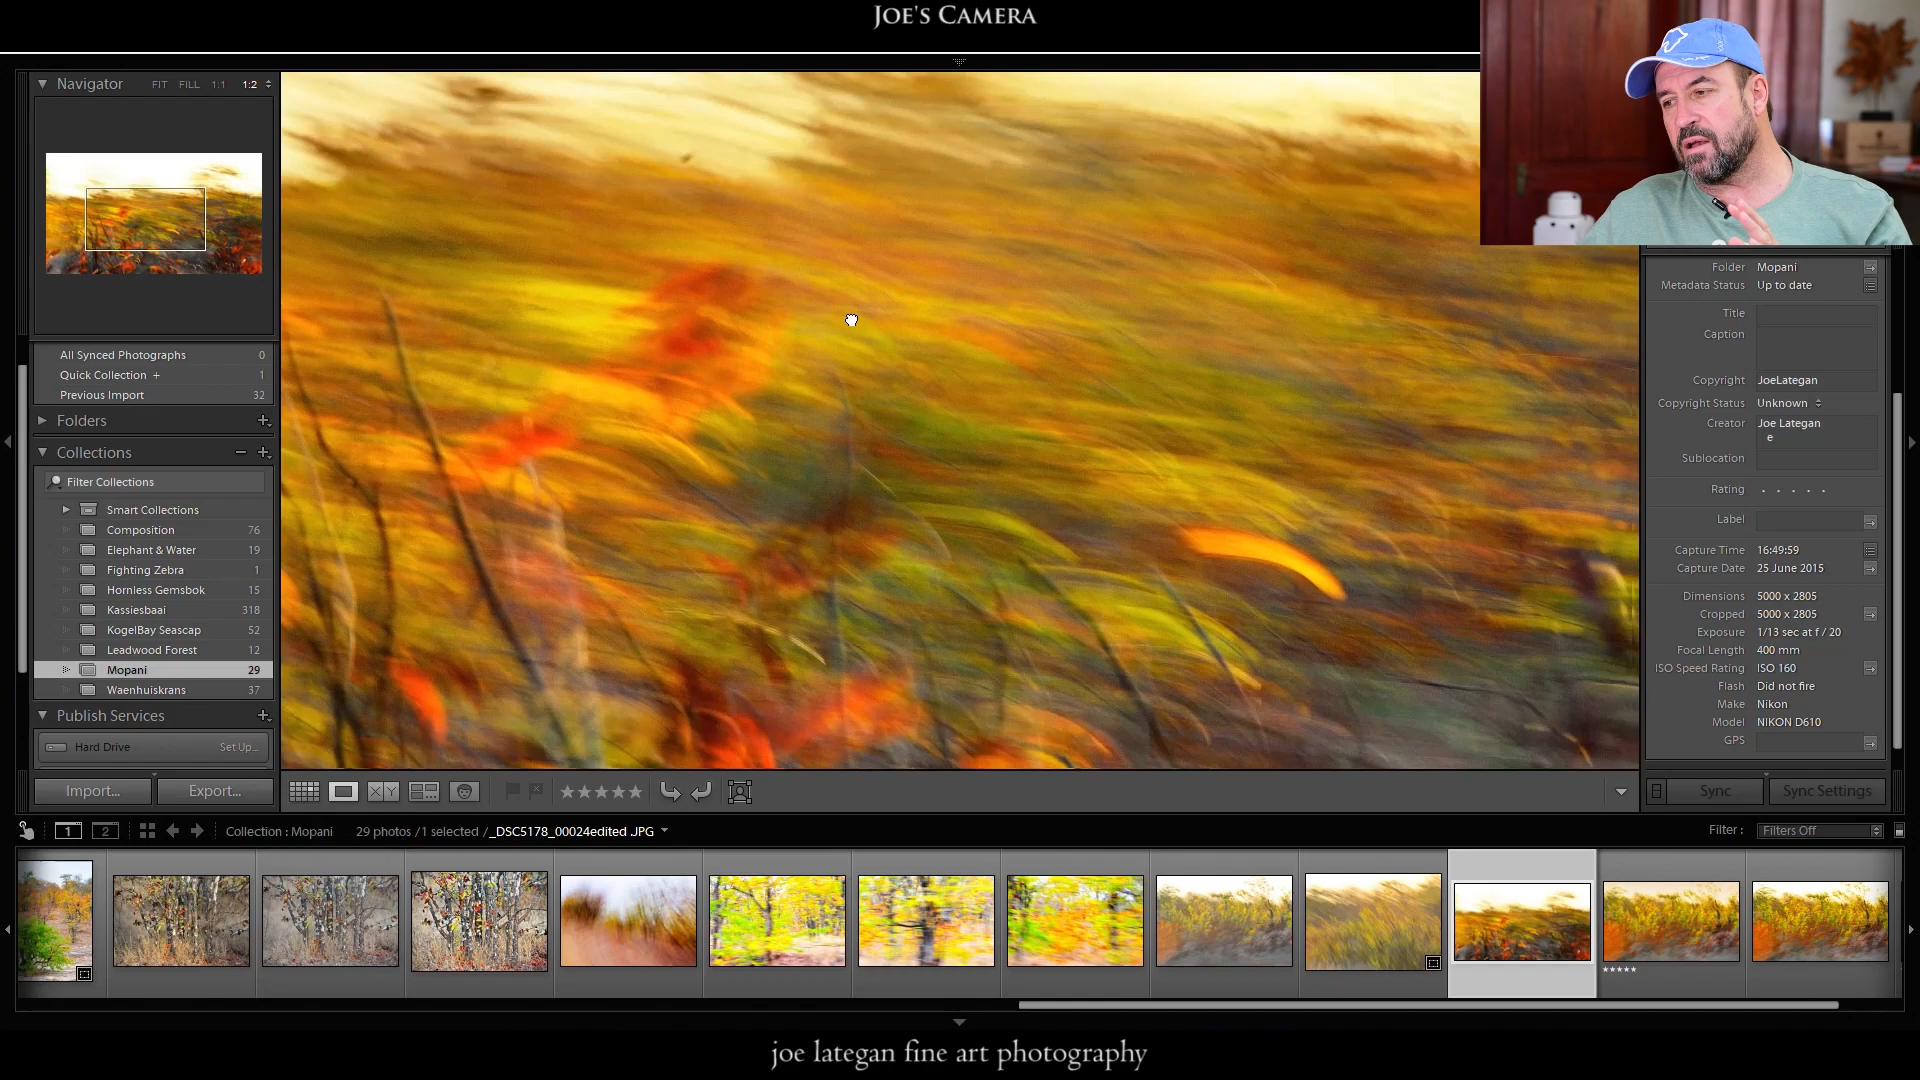 JOE'S CAMERA
Navigator FIT FILL 1:1 1:2
All Synced Photographs 0
Quick Collection + 1
Previous Import 32
Folders
Collections
Filter Collections
Smart Collections
Composition 76
Elephant & Water 19
Fighting Zebra 1
Hornless Gemsbok 15
Kassiesbaai 318
KogelBay Seascap 52
Leadwood Forest 12
Mopani 29
Waenhuiskrans 37
Publish Services
Hard Drive Set Up...
Import... Export...
Folder Mopani
Metadata Status Up to date
Title
Caption
Copyright JoeLategan
Copyright Status Unknown
Creator Joe Lategan
e
Sublocation
Rating
Label
Capture Time 16:49:59
Capture Date 25 June 2015
Dimensions 5000 x 2805
Cropped 5000 x 2805
Exposure 1/13 sec at f / 20
Focal Length 400 mm
ISO Speed Rating ISO 160
Flash Did not fire
Make Nikon
Model NIKON D610
GPS
Sync Sync Settings
XY
1 2 Collection : Mopani 29 photos /1 selected /_DSC5178_00024edited .JPG Filter : Filters Off
joe lategan fine art photography